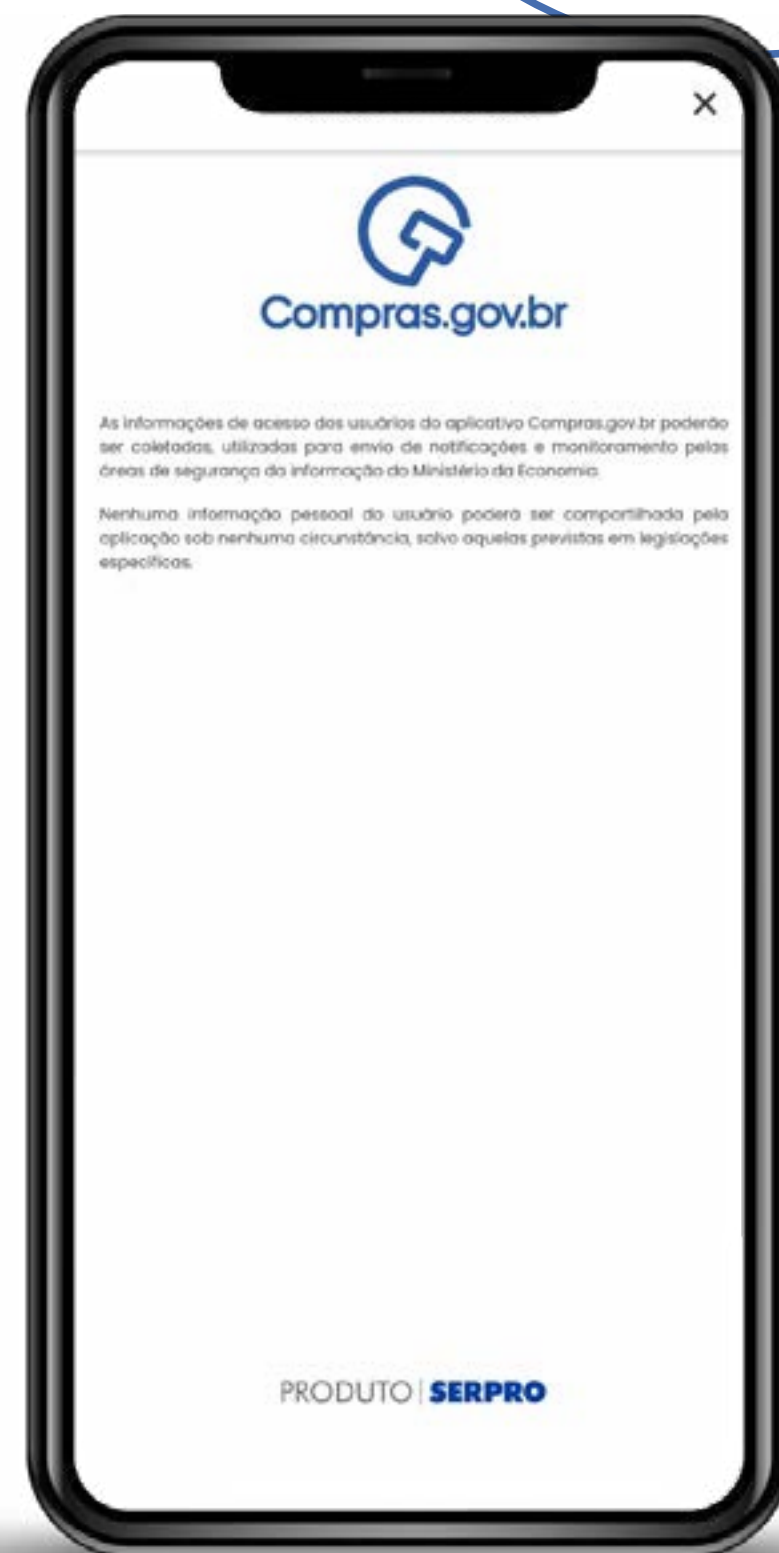 Compras.gov.br
As informações de acesso dos usuários do aplicativo Compras.gov.br poderão
ser coletadas, utilizadas para envio de notificações e monitoramento pelas
áreas de segurança da informação do Ministério da Economia.
Nenhuma informação pessoal do usuário poderá ser compartilhada pela
aplicação sob nenhuma circunstância, salvo aquelas previstas em legislações
específicas.
PRODUTO | SERPRO